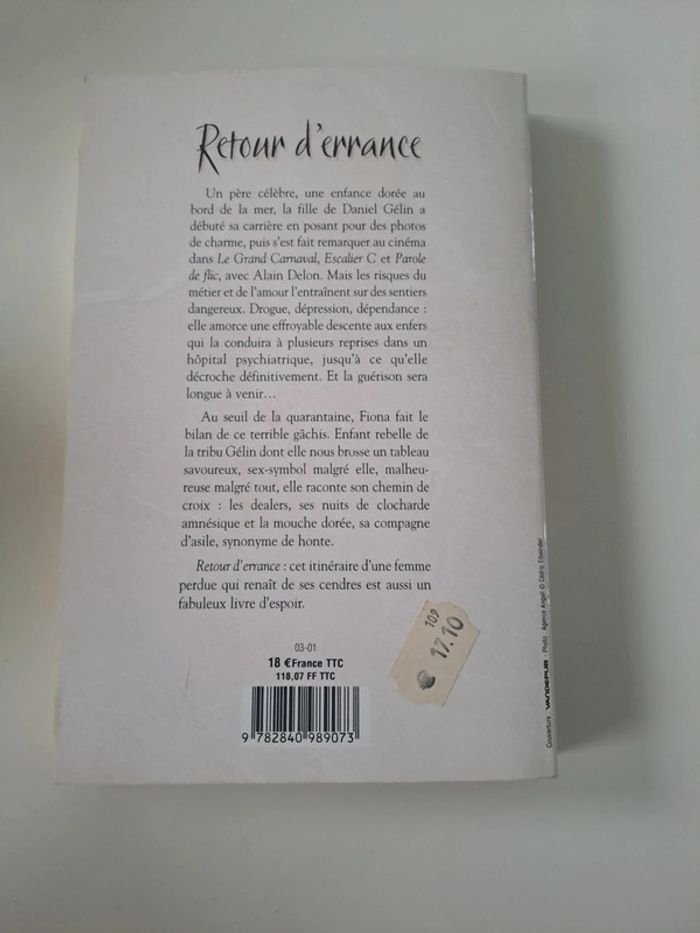 Retour d'errance
Un père célèbre, une enfance dorée au
bord de la mer, la fille de Daniel Gélin a
débuté sa carrière en posant pour des photos
de charme, puis s'est fait remarquer au cinéma
dans Le Grand Carnaval, Escalier C et Parole
de flic, avec Alain Delon. Mais les risques du
métier et de l'amour l'entraînent sur des sentiers
dangereux. Drogue, dépression, dépendance :
elle amorce une effroyable descente aux enfers
qui la conduira à plusieurs reprises dans un
hôpital psychiatrique, jusqu'à ce qu'elle
décroche définitivement. Et la guérison sera
longue à venir...
Au seuil de la quarantaine, Fiona fait le
bilan de ce terrible gâchis. Enfant rebelle de
la tribu Gélin dont elle nous brosse un tableau
savoureux, sex-symbol malgré elle, malheu-
reuse malgré tout, elle raconte son chemin de
croix : les dealers, ses nuits de clocharde
amnésique et la mouche dorée, sa compagne
d'asile, synonyme de honte.
Retour d'errance : cet itinéraire d'une femme
perdue qui renaît de ses cendres est aussi un
fabuleux livre d'espoir.
03-01
18 €France TTC
118,07 FF TTC
9 782840 989073
109
€ 17.10
Couverture VANDEPUB - Photo : Agence Angeli © Cédric